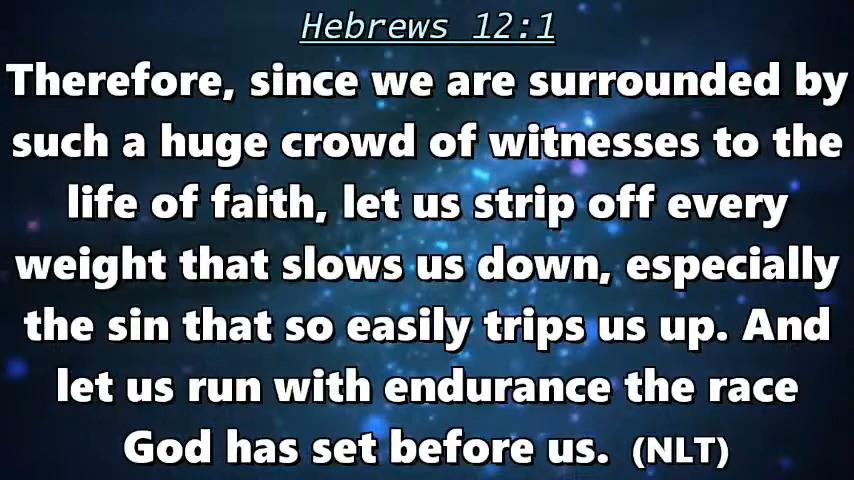 Hebrews 12:1
Therefore, since we are surrounded by
such a huge crowd of witnesses to the
life of faith, let us strip off every
weight that slows us down, especially
the sin that so easily trips us up. And
let us run with endurance the race
God has set before us. (NLT)